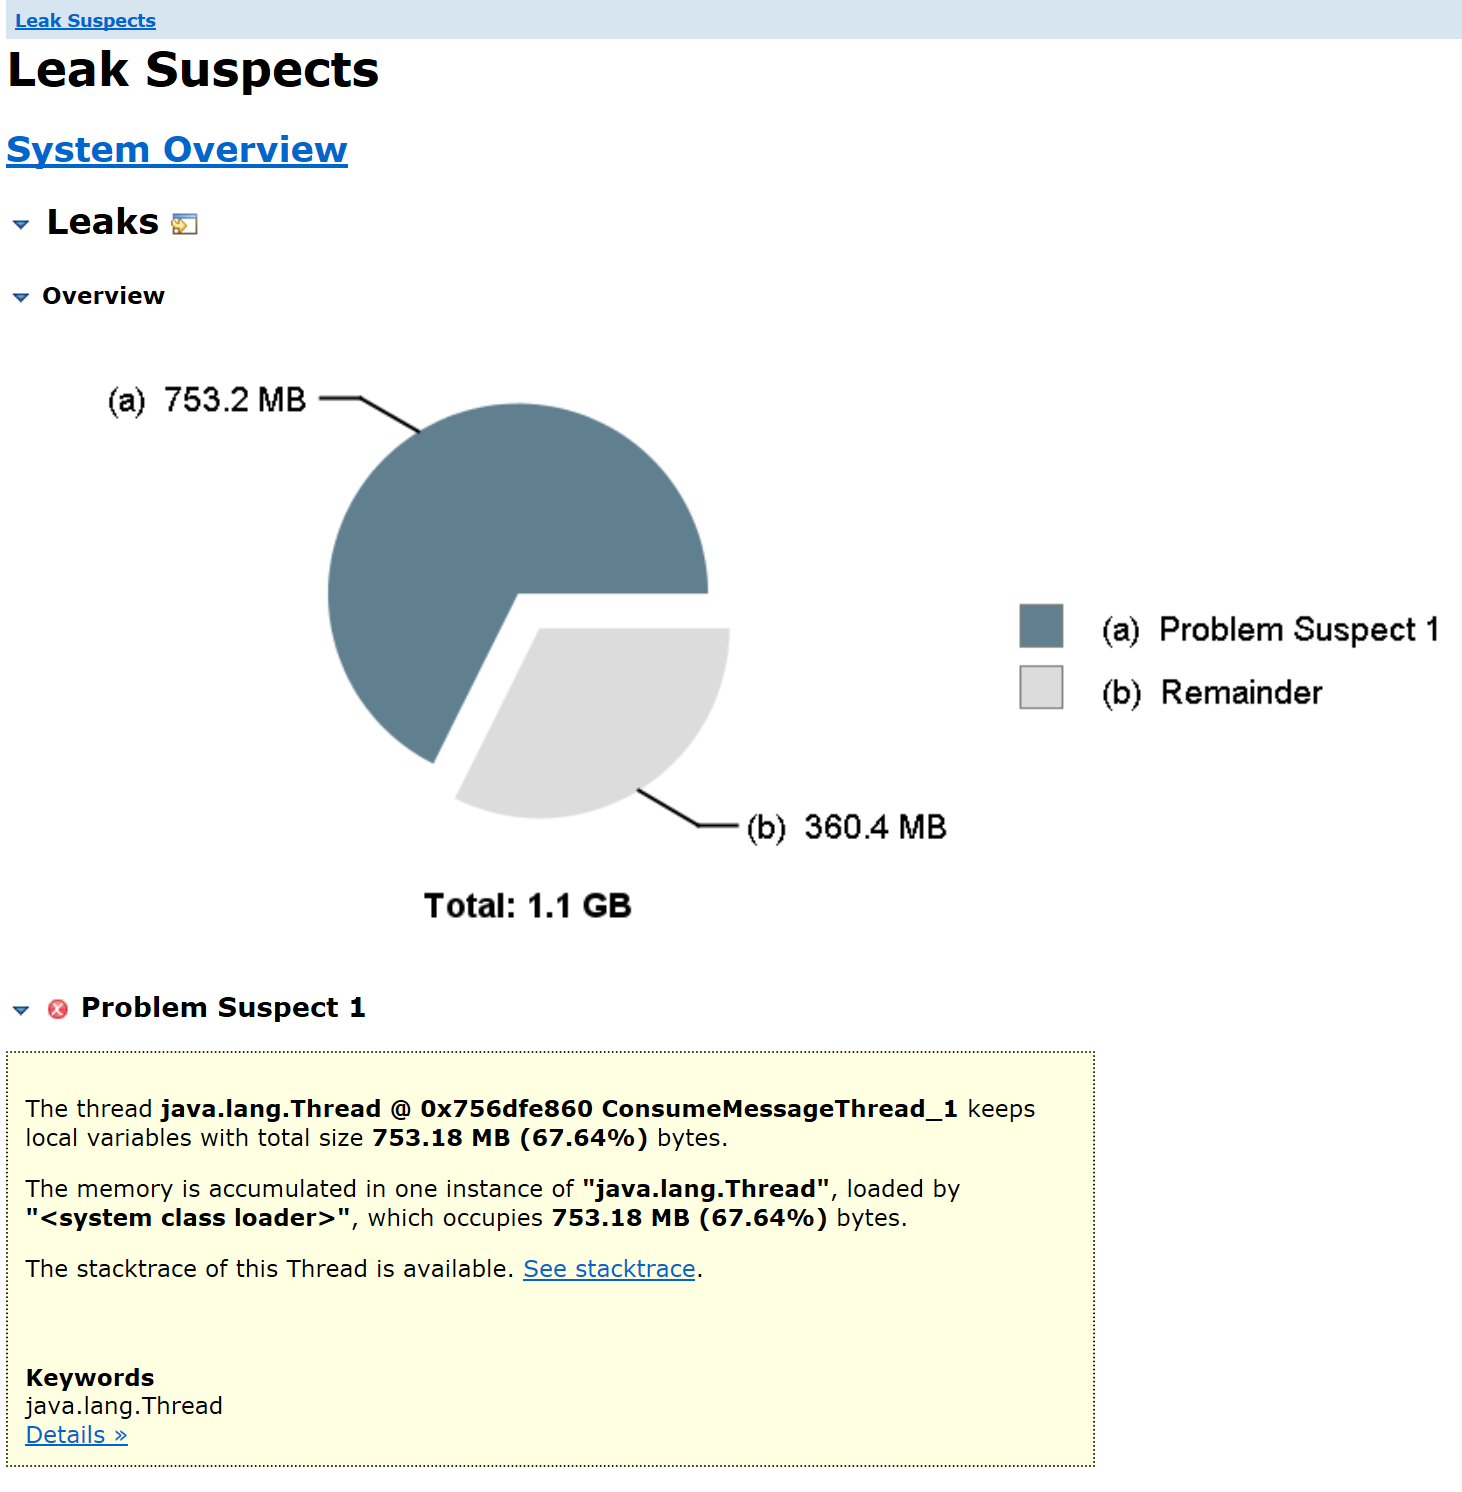 Leak Suspects
Leak Suspects
System Overview
Leaks
Overview
(a) 753.2 MB
(a) Problem Suspect 1
(b) Remainder
(b) 360.4 MB
Total: 1.1 GB
Problem Suspect 1
The thread java.lang.Thread @ 0x756dfe860 ConsumeMessageThread_1 keeps
local variables with total size 753.18 MB (67.64%) bytes.
The memory is accumulated in one instance of "java.lang.Thread", loaded by
"<system class loader>", which occupies 753.18 MB (67.64%) bytes.
The stacktrace of this Thread is available. See stacktrace.
Keywords
java.lang.Thread
Details »